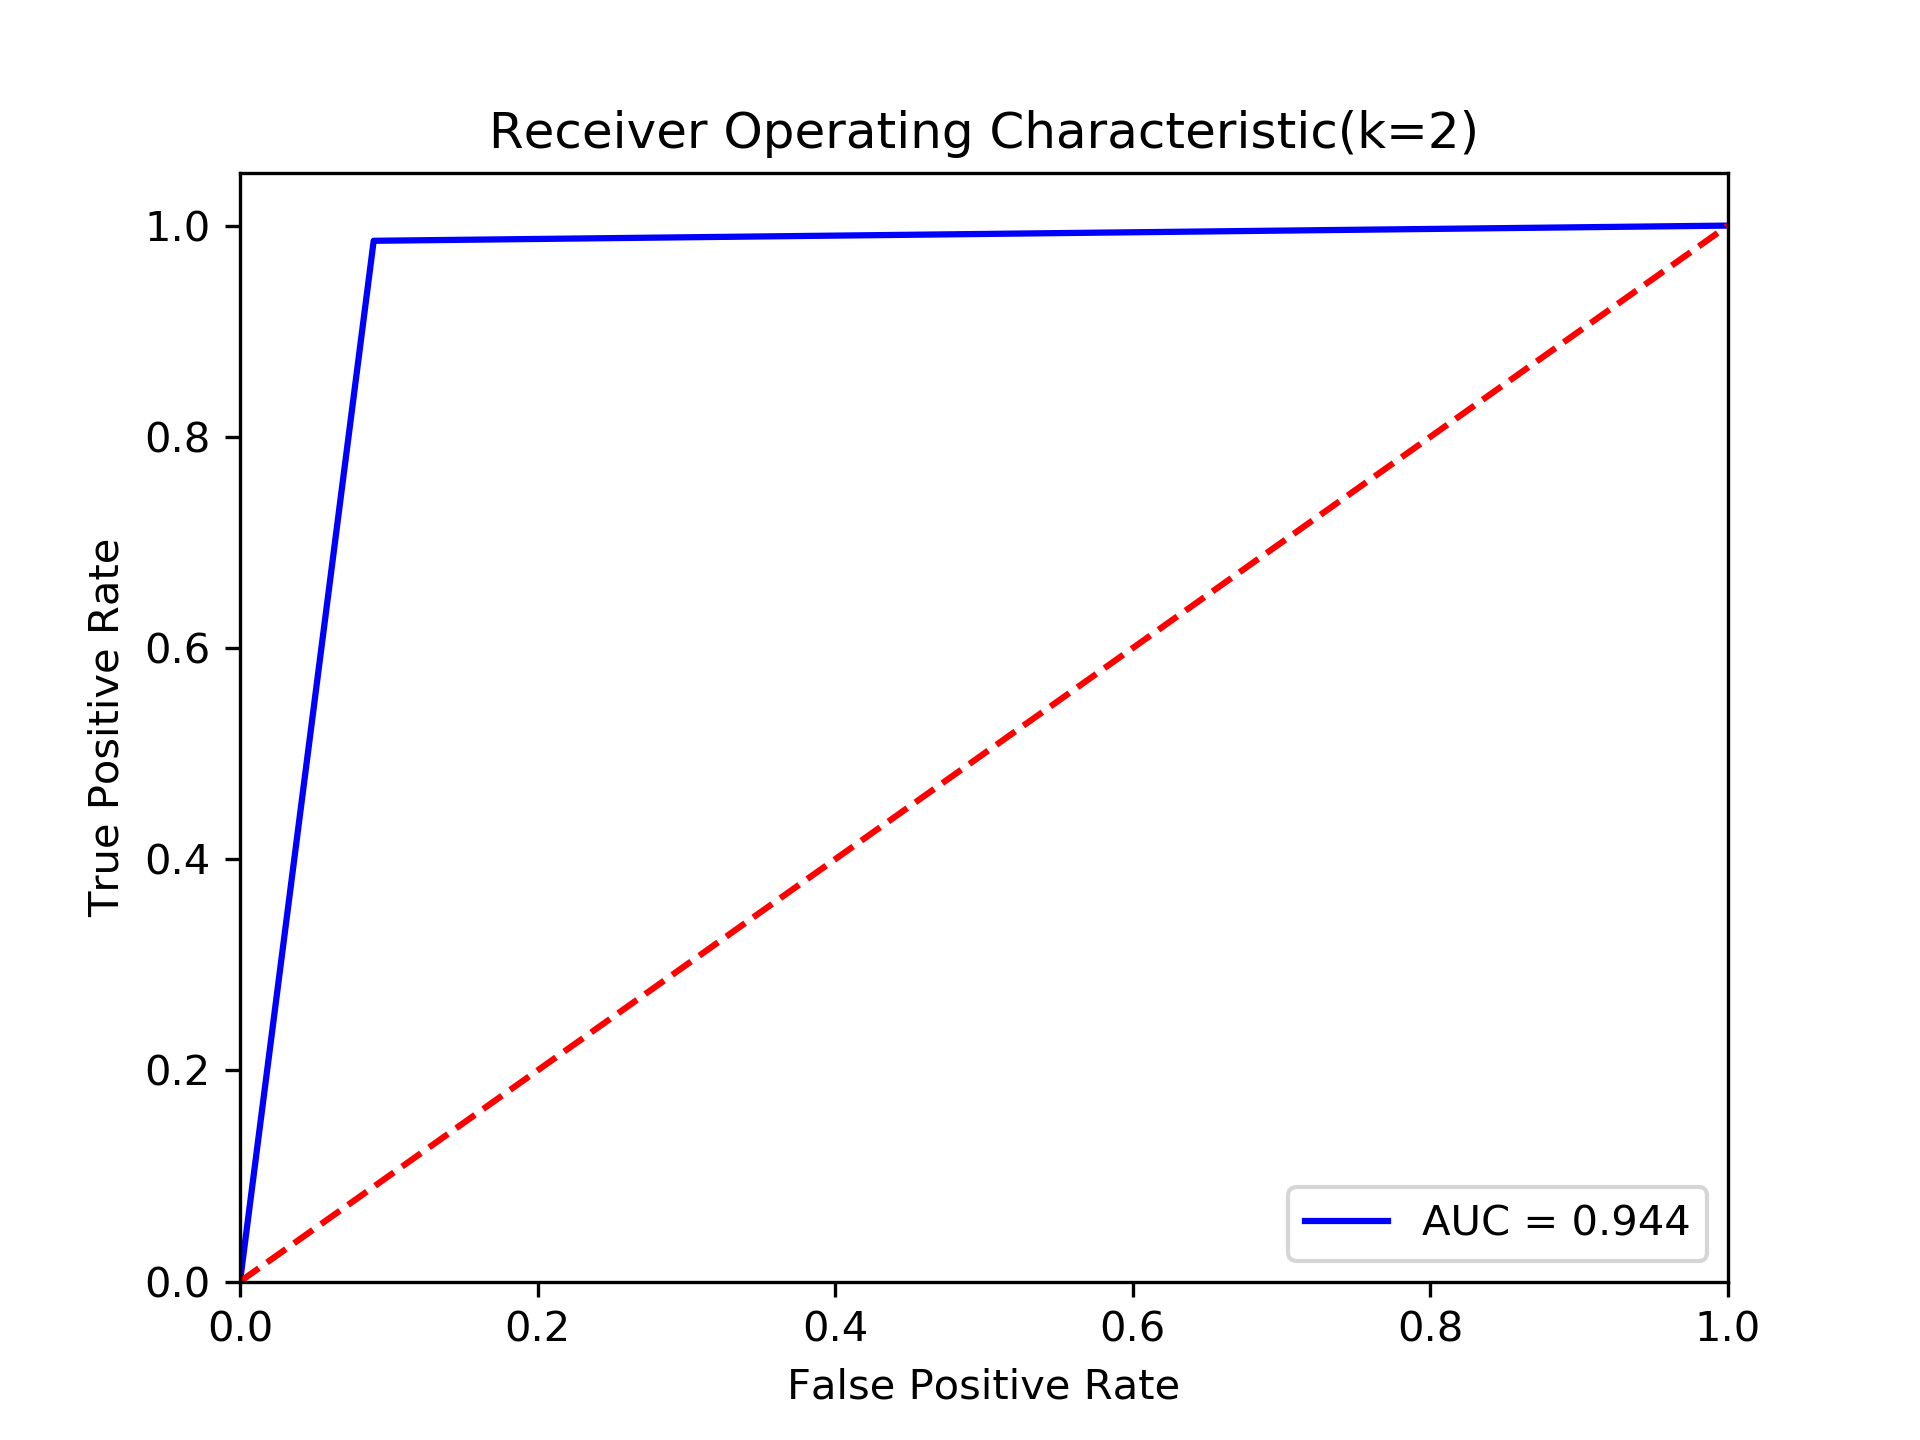 Receiver Operating Characteristic(k=2)
1.0
0.8
0.6
0.4
0.2
0.0
True Positive Rate
AUC = 0.944
0.0 0.2 0.4 0.6 0.8 1.0
False Positive Rate